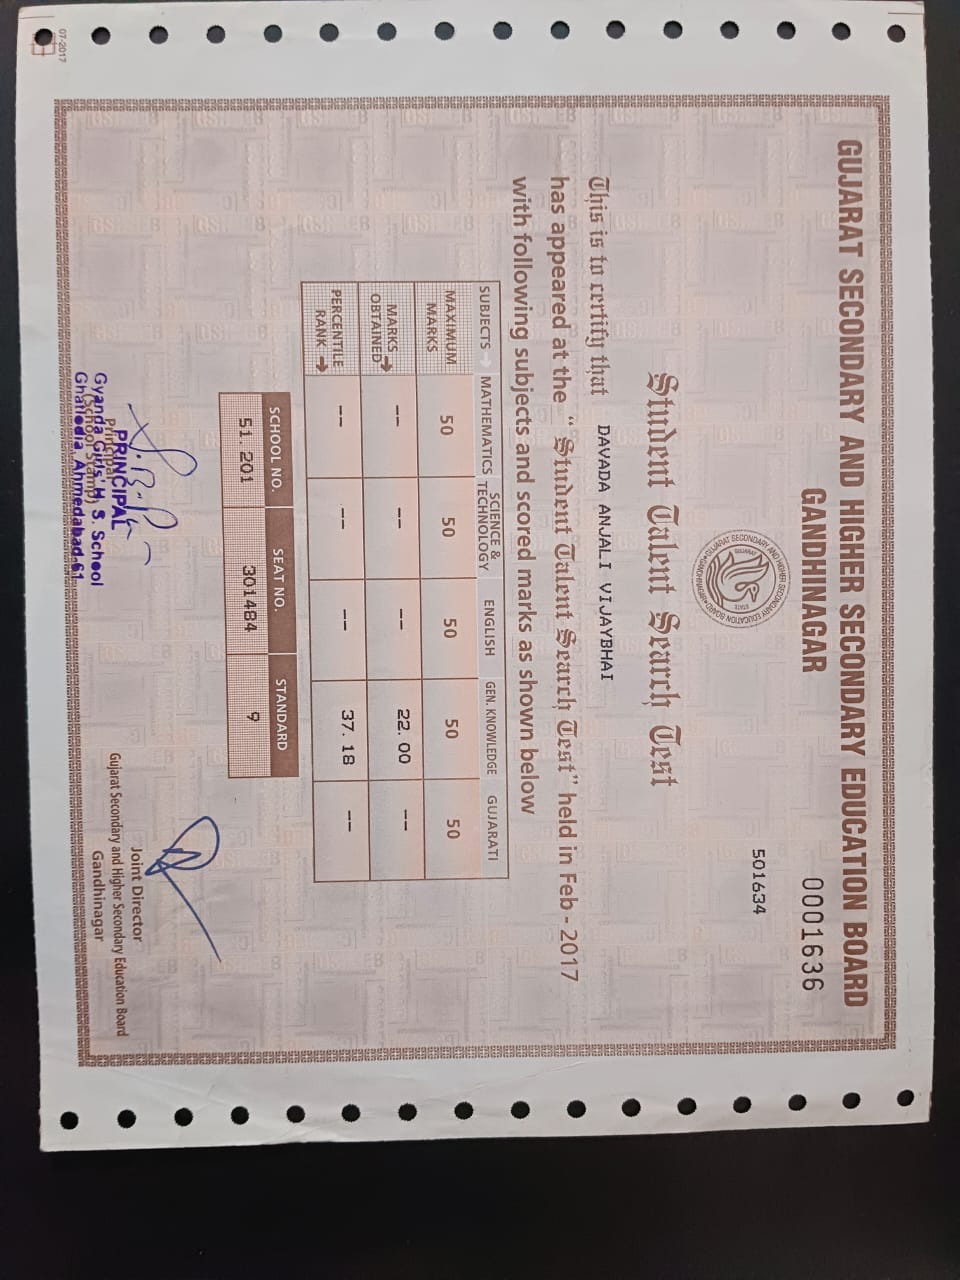 GUJARAT SECONDARY AND HIGHER SECONDARY EDUCATION BOARD
GANDHINAGAR
0001636
501634
GUJARAT SECONDARY AND HIGHER SECONDARY EDUCATION BOARD
GUJARAT STATE
GANDHINAGAR
Student Talent Search Test
This is to certify that DAVADA ANJALI VIJAYBHAI
has appeared at the " Student Talent Search Test" held in Feb - 2017
with following subjects and scored marks as shown below
SUBJECTS → MATHEMATICS SCIENCE & TECHNOLOGY ENGLISH GEN. KNOWLEDGE GUJARATI
MAXIMUM MARKS 50 50 50 50 50
MARKS OBTAINED → -- -- -- 22.00 --
PERCENTILE RANK → -- -- -- 37.18 --
SCHOOL NO. SEAT NO. STANDARD
51.201 301484 9
PRINCIPAL
Principal
Gyanda Girls' H. S. School
(School Stamp)
Ghatlodia, Ahmedabad-61
Joint Director
Gujarat Secondary and Higher Secondary Education Board
Gandhinagar
07-2017